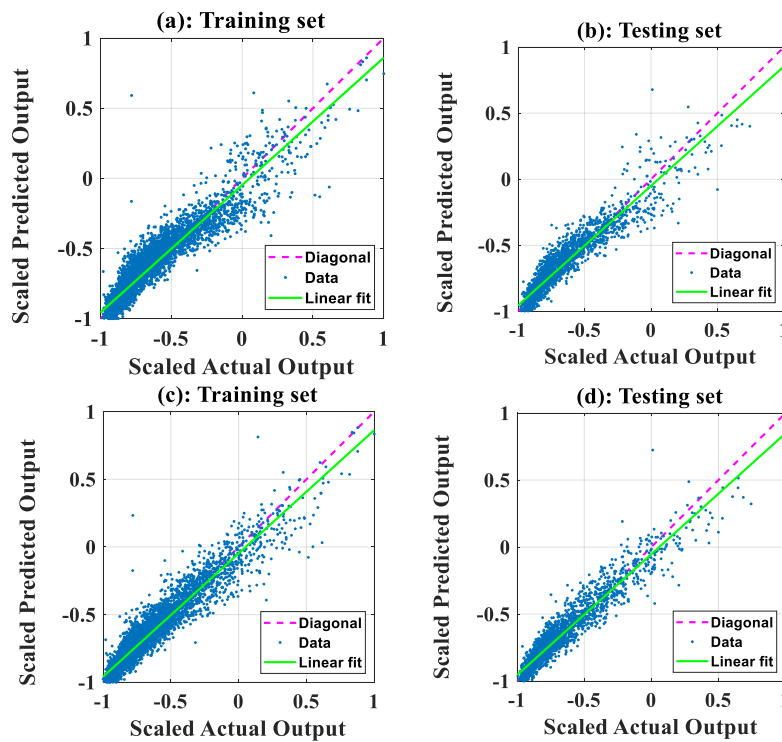 (a): Training set
1
0.5
0
-0.5
-1
-1
-0.5
0
0.5
1
Scaled Predicted Output
Scaled Actual Output
Diagonal
Data
Linear fit
(b): Testing set
1
0.5
0
-0.5
-1
-1
-0.5
0
0.5
1
Scaled Predicted Output
Scaled Actual Output
Diagonal
Data
Linear fit
(c): Training set
1
0.5
0
-0.5
-1
-1
-0.5
0
0.5
1
Scaled Predicted Output
Scaled Actual Output
Diagonal
Data
Linear fit
(d): Testing set
1
0.5
0
-0.5
-1
-1
-0.5
0
0.5
1
Scaled Predicted Output
Scaled Actual Output
Diagonal
Data
Linear fit